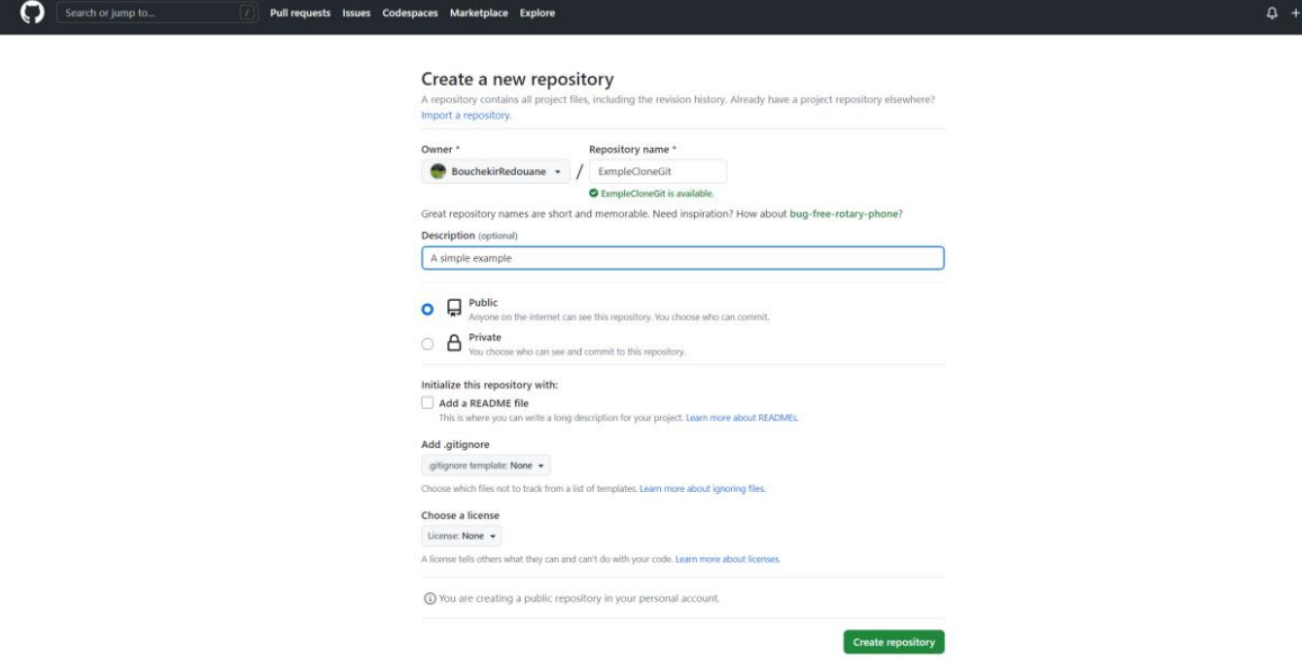 Search or jump to... /
Pull requests Issues Codespaces Marketplace Explore
Create a new repository
A repository contains all project files, including the revision history. Already have a project repository elsewhere?
Import a repository.
Owner * Repository name *
BouchekirRedouane / ExmpleCloneGit
ExmpleCloneGit is available.
Great repository names are short and memorable. Need inspiration? How about bug-free-rotary-phone?
Description (optional)
A simple example
Public
Anyone on the internet can see this repository. You choose who can commit.
Private
You choose who can see and commit to this repository.
Initialize this repository with:
Add a README file
This is where you can write a long description for your project. Learn more about READMEs.
Add .gitignore
.gitignore template: None
Choose which files not to track from a list of templates. Learn more about ignoring files.
Choose a license
License: None
A license tells others what they can and can't do with your code. Learn more about licenses.
You are creating a public repository in your personal account.
Create repository